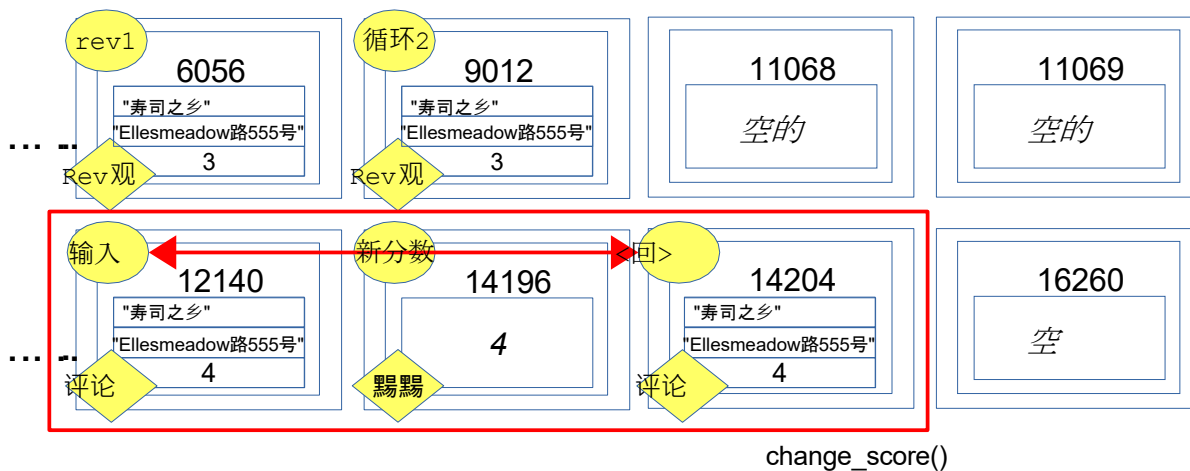 rev1
循环2
6056
9012
11068
11069
"寿司之乡"
"寿司之乡"
空的
空的
"Ellesmeadow路555号"
"Ellesmeadow路555号"
... ...
3
3
Rev观
Rev观
输入
新分数
<回>
12140
14196
14204
16260
"寿司之乡"
4
"寿司之乡"
空
"Ellesmeadow路555号"
"Ellesmeadow路555号"
... ...
4
4
评论
黐黐
评论
change_score()